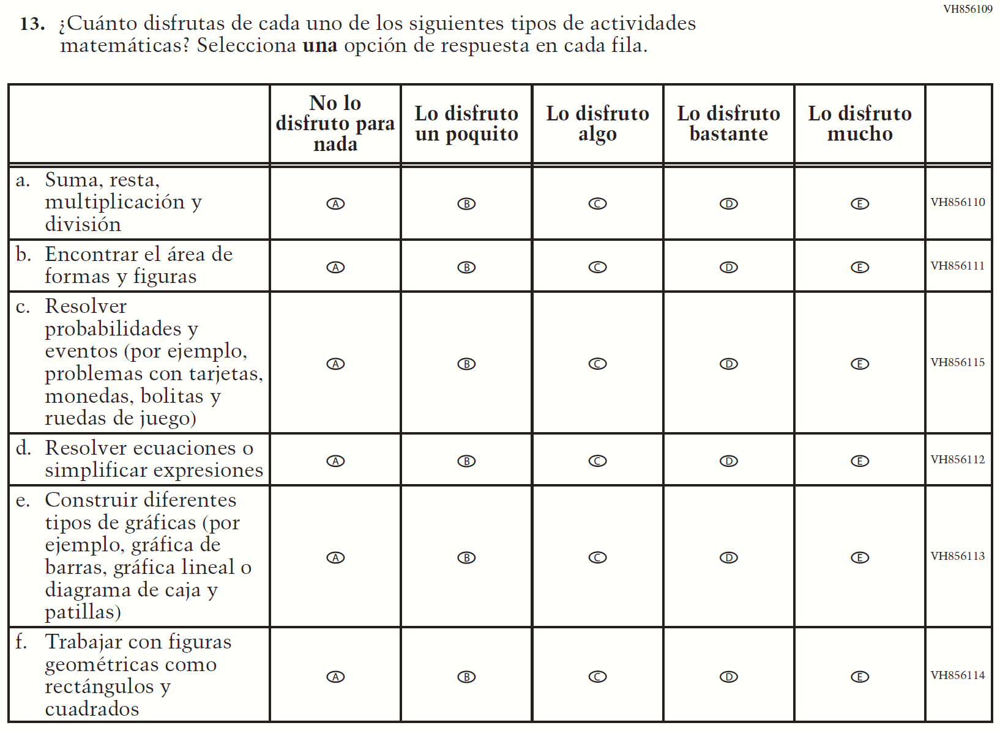 VH856109
13. ¿Cuánto disfrutas de cada uno de los siguientes tipos de actividades
matemáticas? Selecciona una opción de respuesta en cada fila.
No lo
disfruto para
nada
Lo disfruto
un poquito
Lo disfruto
algo
Lo disfruto
bastante
Lo disfruto
mucho
a. Suma, resta,
multiplicación y
división
A B C D E VH856110
b. Encontrar el área de
formas y figuras
A B C D E VH856111
c. Resolver
probabilidades y
eventos (por ejemplo,
problemas con tarjetas,
monedas, bolitas y
ruedas de juego)
A B C D E VH856115
d. Resolver ecuaciones o
simplificar expresiones
A B C D E VH856112
e. Construir diferentes
tipos de gráficas (por
ejemplo, gráfica de
barras, gráfica lineal o
diagrama de caja y
patillas)
A B C D E VH856113
f. Trabajar con figuras
geométricas como
rectángulos y
cuadrados
A B C D E VH856114